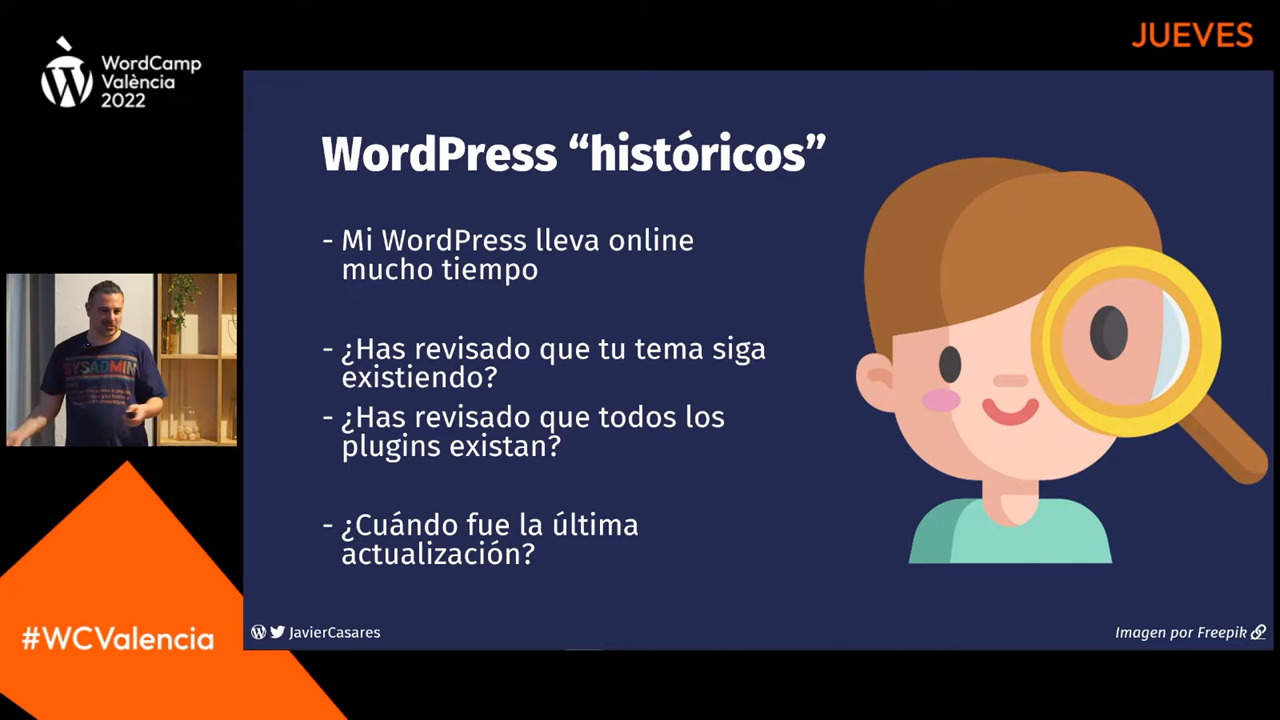 JUEVES
WordCamp
València
2022
WordPress “históricos”
- Mi WordPress lleva online
mucho tiempo
- ¿Has revisado que tu tema siga
existiendo?
- ¿Has revisado que todos los
plugins existan?
- ¿Cuándo fue la última
actualización?
SYSADMIN
#WCValencia
JavierCasares
Imagen por Freepik